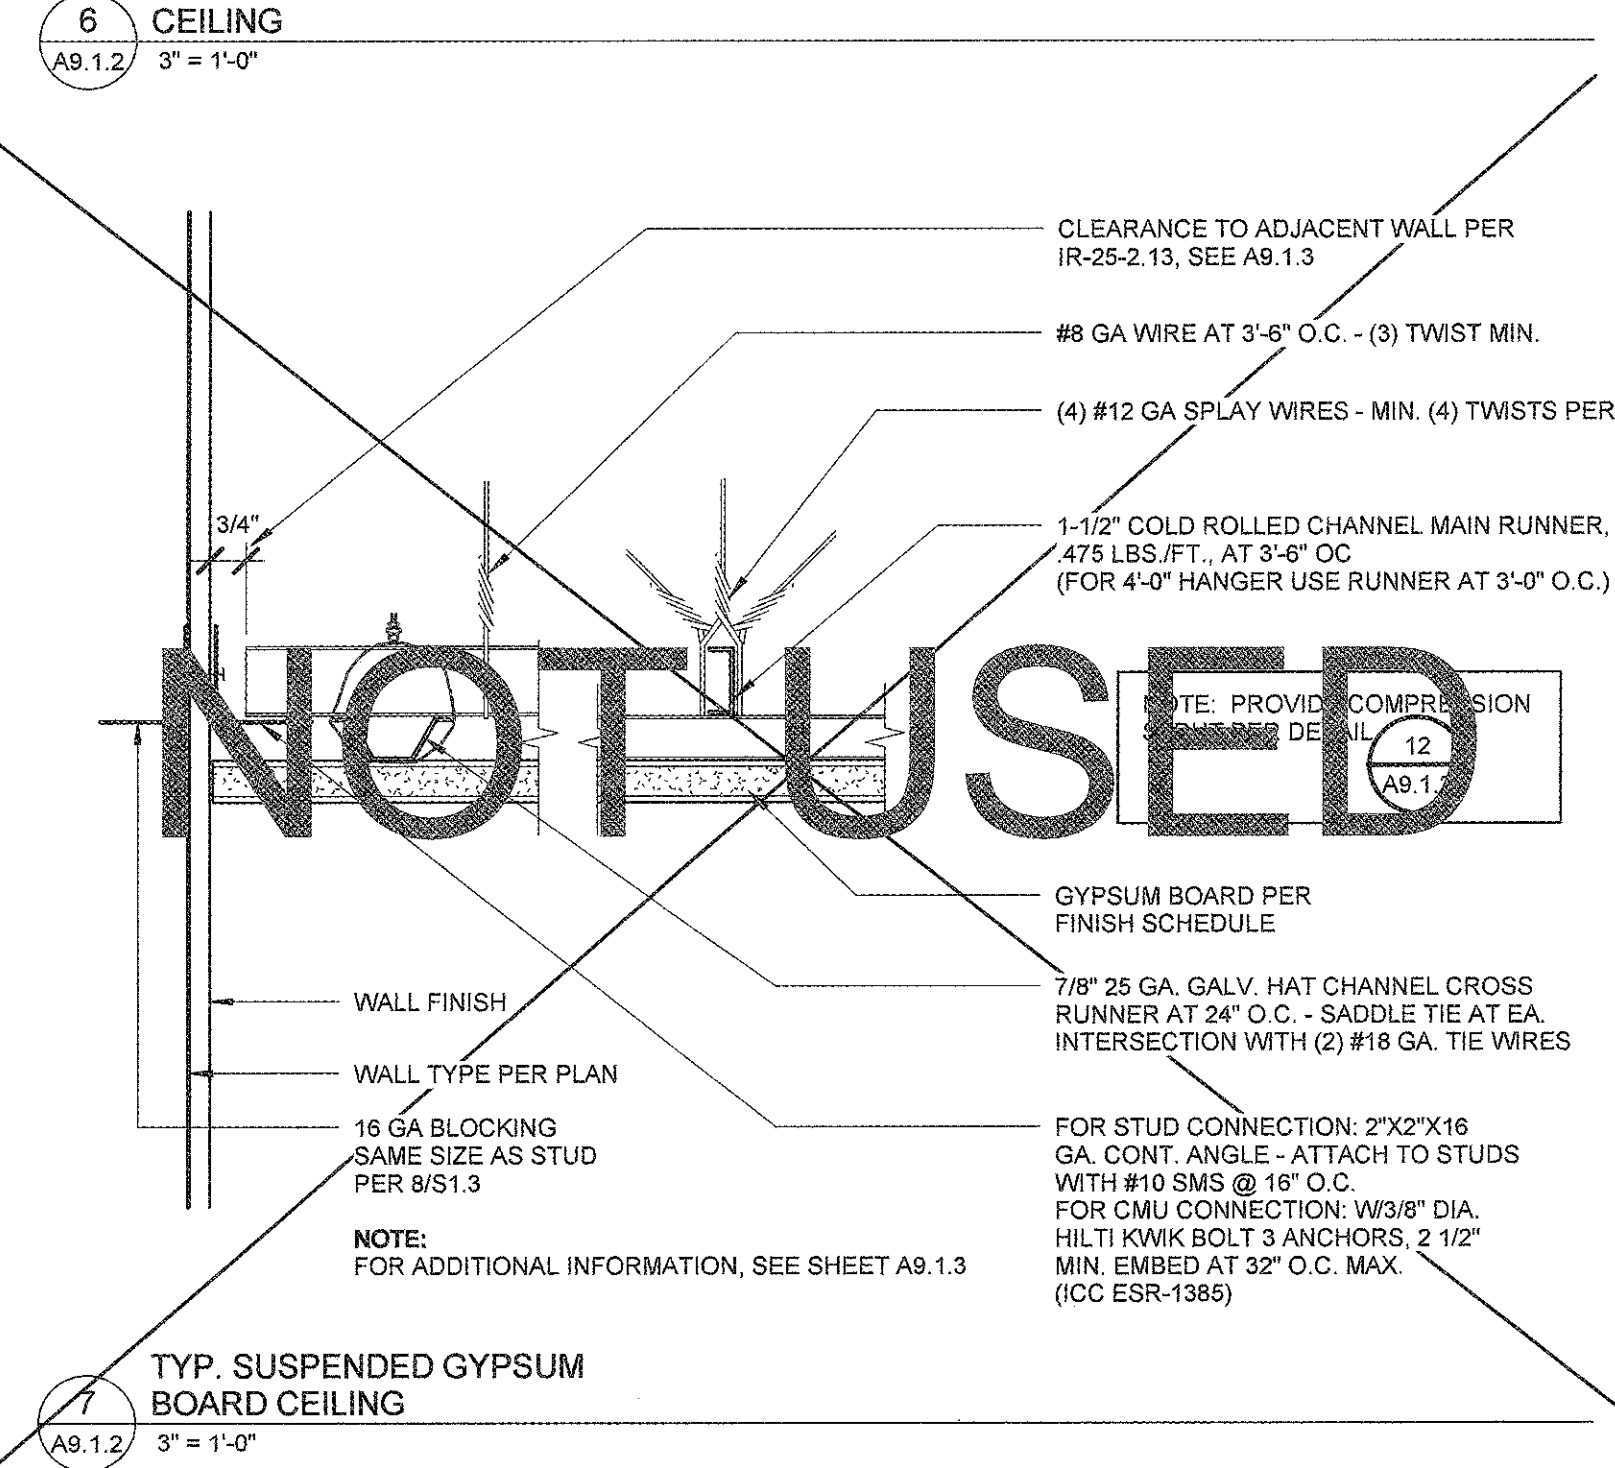 6
CEILING
A9.1.2
3" = 1'-0"
CLEARANCE TO ADJACENT WALL PER
IR-25-2.13, SEE A9.1.3
#8 GA WIRE AT 3'-6" O.C. - (3) TWIST MIN.
(4) #12 GA SPLAY WIRES - MIN. (4) TWISTS PER
3/4"
1-1/2" COLD ROLLED CHANNEL MAIN RUNNER,
.475 LBS./FT., AT 3'-6" OC
(FOR 4'-0" HANGER USE RUNNER AT 3'-0" O.C.)
NOT USED
NOTE: PROVIDE COMPRESSION
STRUT PER DETAIL
12
GYPSUM BOARD PER
FINISH SCHEDULE
7/8" 25 GA. GALV. HAT CHANNEL CROSS
RUNNER AT 24" O.C. - SADDLE TIE AT EA.
INTERSECTION WITH (2) #18 GA. TIE WIRES
WALL FINISH
WALL TYPE PER PLAN
16 GA BLOCKING
SAME SIZE AS STUD
PER 8/S1.3
FOR STUD CONNECTION: 2"X2"X16
GA. CONT. ANGLE - ATTACH TO STUDS
WITH #10 SMS @ 16" O.C.
FOR CMU CONNECTION: W/3/8" DIA.
HILTI KWIK BOLT 3 ANCHORS, 2 1/2"
MIN. EMBED AT 32" O.C. MAX.
(ICC ESR-1385)
NOTE:
FOR ADDITIONAL INFORMATION, SEE SHEET A9.1.3
TYP. SUSPENDED GYPSUM
BOARD CEILING
7
A9.1.2
3" = 1'-0"